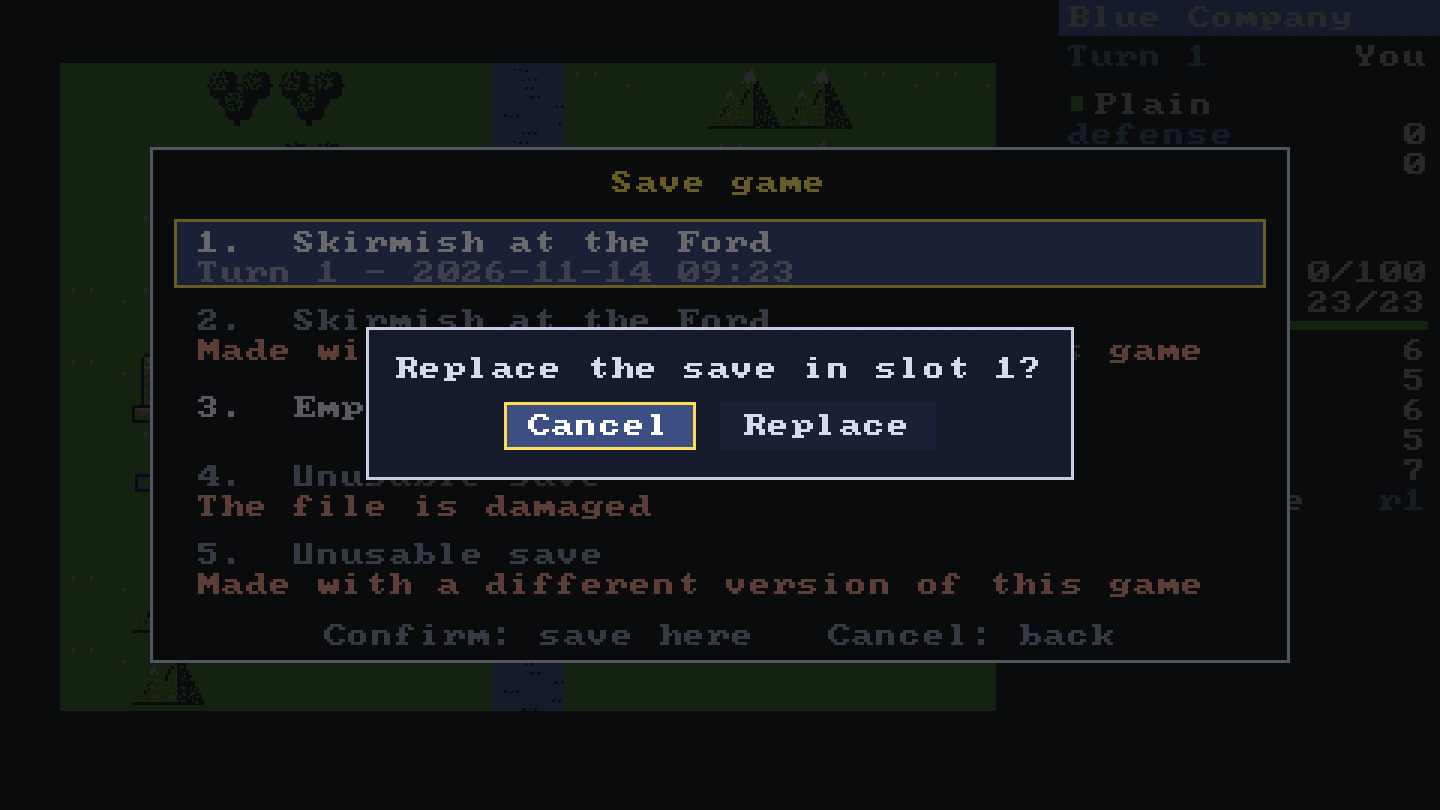 Blue Company
Turn 1 You
Plain
defense 0
0
Save game
1. Skirmish at the Ford
Turn 1 - 2026-11-14 09:23
0/100
23/23
2. Skirmish at the Ford
Made game
6
5
Replace the save in slot 1?
3.
6
Cancel Replace
5
4. save
7
The file is damaged
r1
5. Unusable save
Made with a different version of this game
Confirm: save here Cancel: back